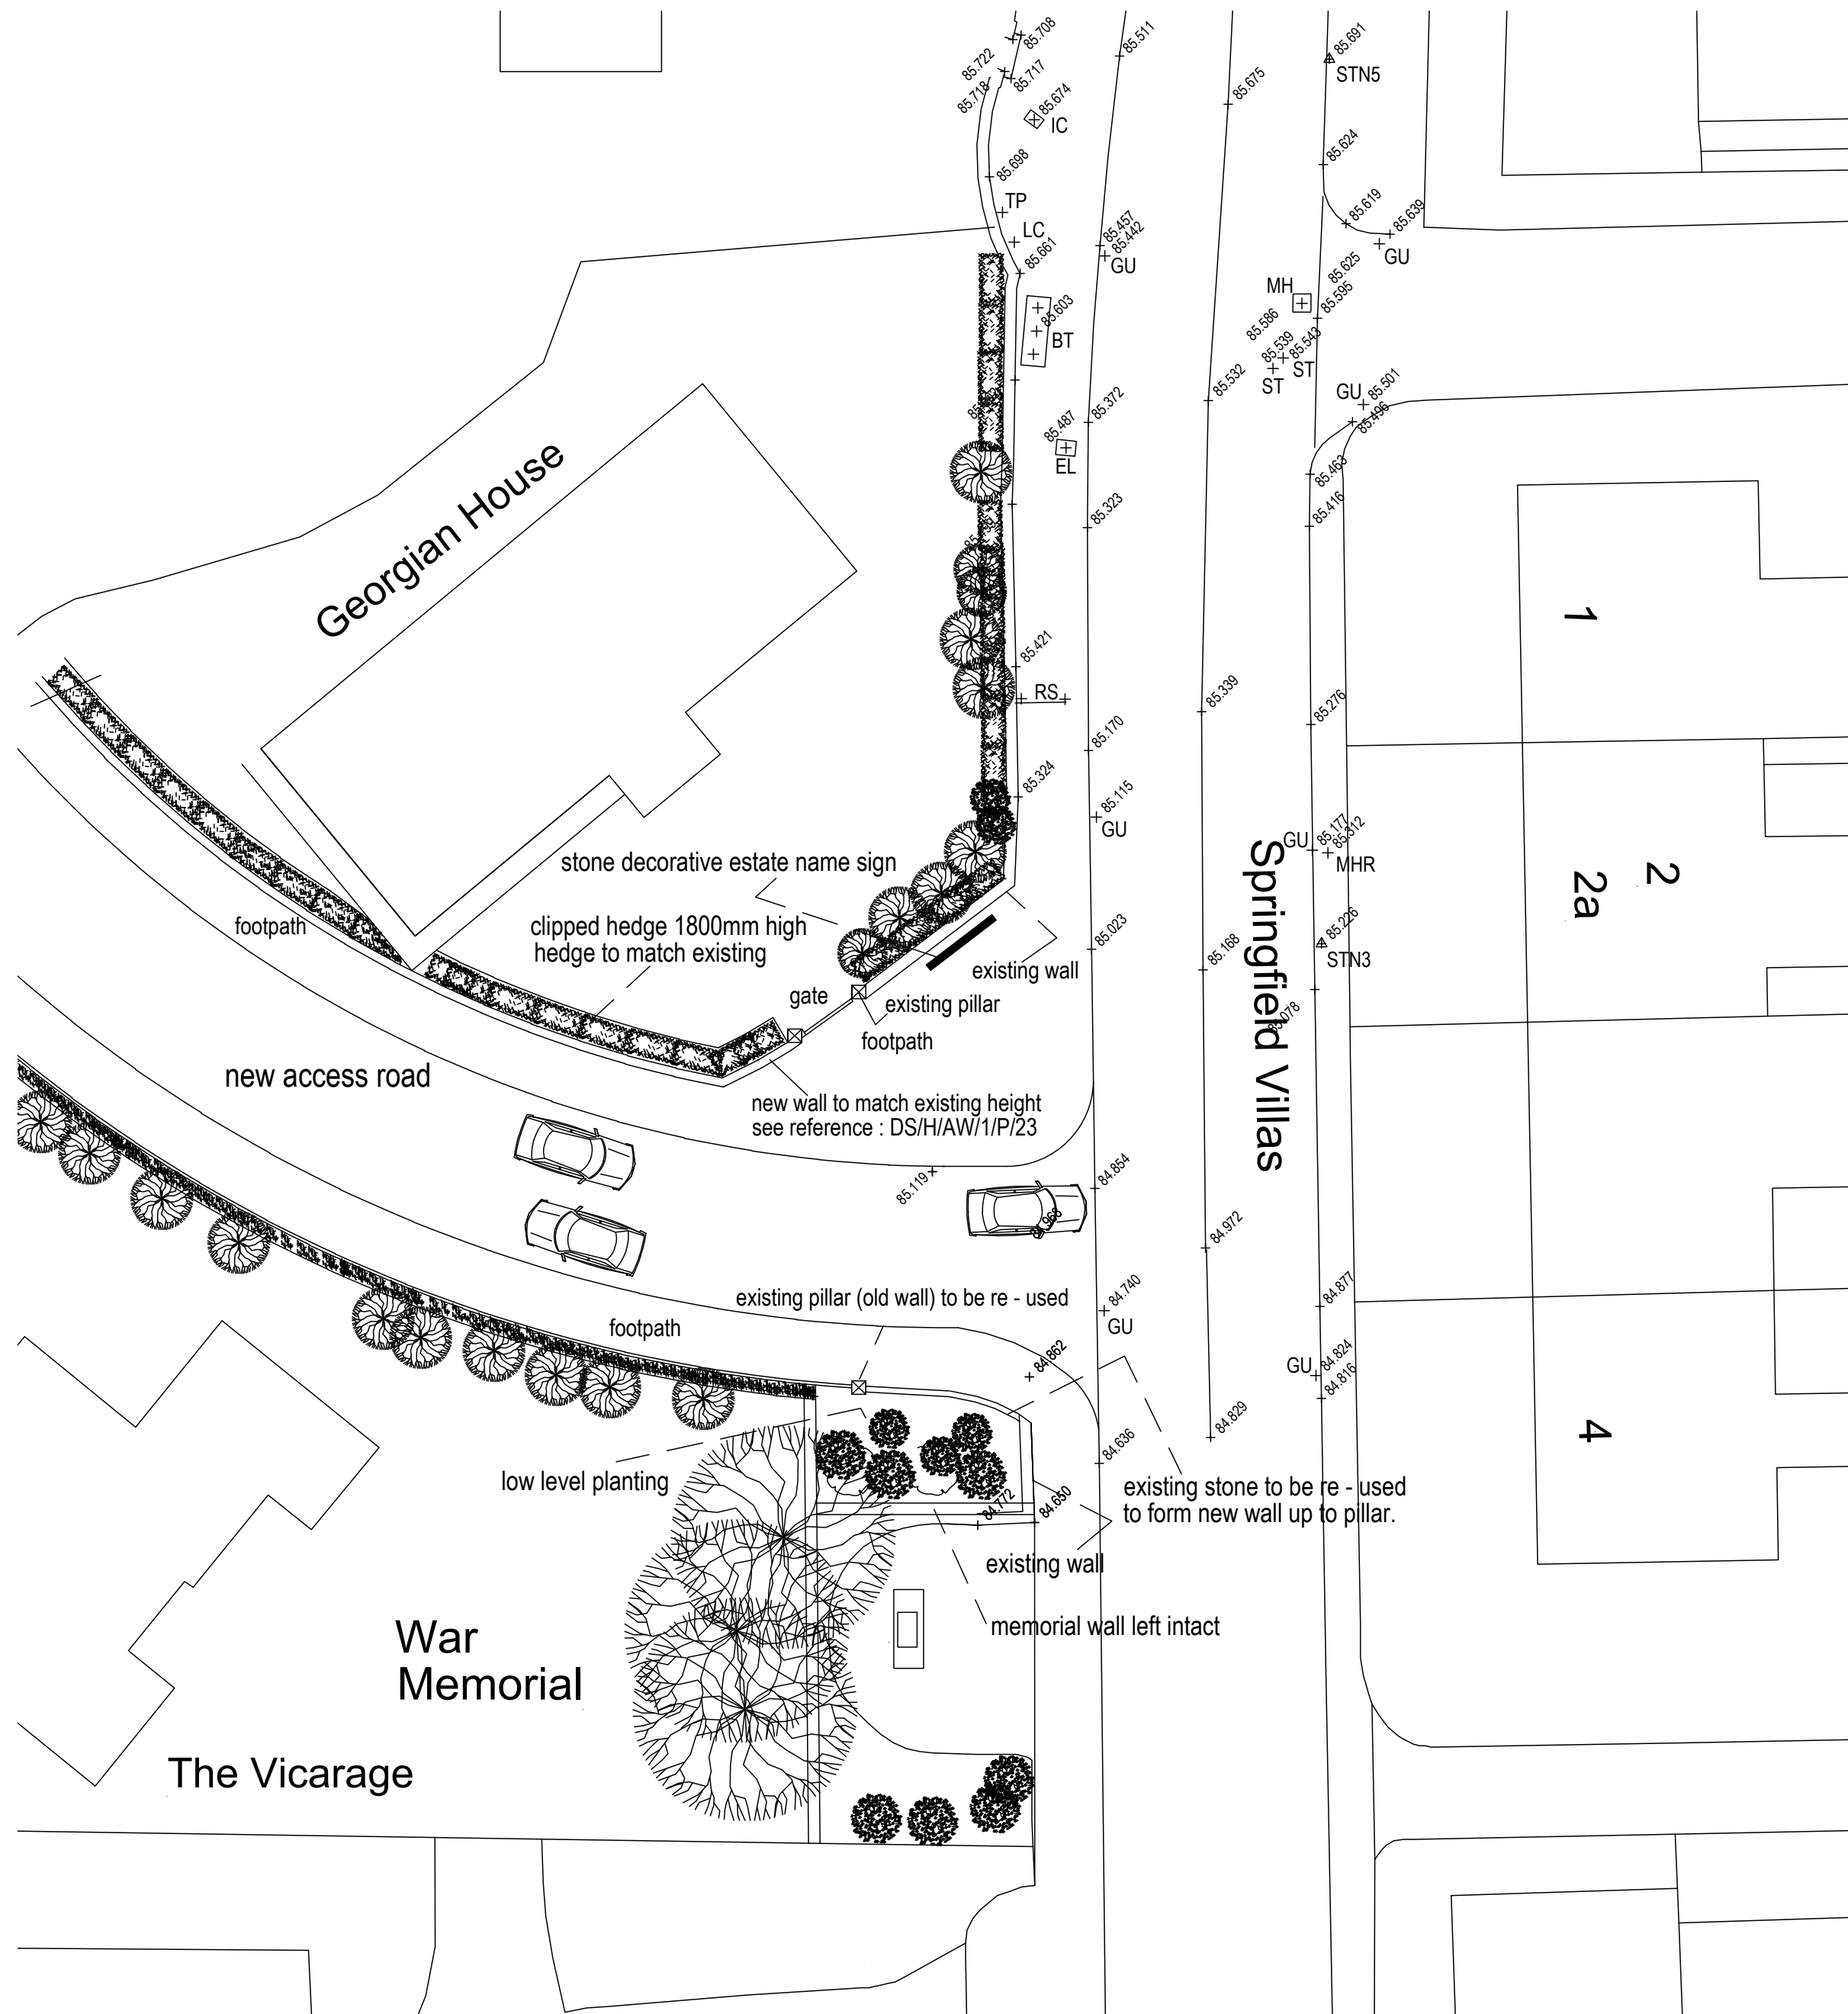 85.708
85.722
85.717
85.718
85.674
IC
85.511
85.675
85.691
STN5
85.624
85.698
TP
LC
85.661
85.457
85.442
GU
85.619
85.639
GU
85.625
MH
85.595
85.603
BT
85.586
85.539
85.543
ST
ST
85.532
GU
85.501
85.496
85.372
85.487
EL
85.463
85.416
85.323
Georgian House
1
85.421
RS
85.339
85.276
85.170
85.324
85.115
GU
GU
85.177
85.312
MHR
Springfield Villas
2
2a
stone decorative estate name sign
clipped hedge 1800mm high
hedge to match existing
footpath
85.023
85.168
85.226
STN3
existing wall
gate
existing pillar
footpath
85.078
new access road
new wall to match existing height
see reference : DS/H/AW/1/P/23
85.119
84.854
84.968
84.972
84.740
GU
84.877
existing pillar (old wall) to be re - used
footpath
84.862
GU
84.824
84.816
84.829
84.636
4
low level planting
84.772
84.650
existing stone to be re - used
to form new wall up to pillar.
existing wall
memorial wall left intact
War
Memorial
The Vicarage